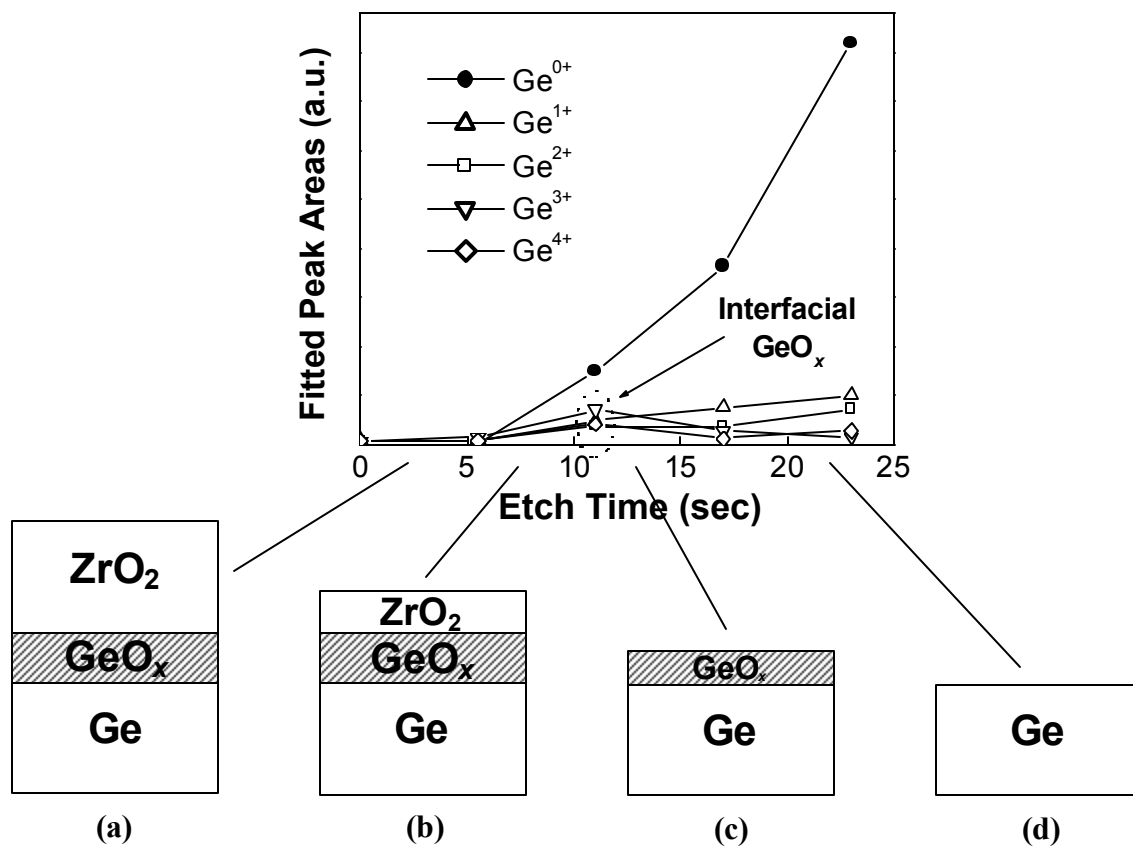 Fitted Peak Areas (a.u.)
Ge0+
Ge1+
Ge2+
Ge3+
Ge4+
Interfacial
GeOx
0 5 10 15 20 25
Etch Time (sec)
ZrO2
GeOx
Ge
(a)
ZrO2
GeOx
Ge
(b)
GeOx
Ge
(c)
Ge
(d)